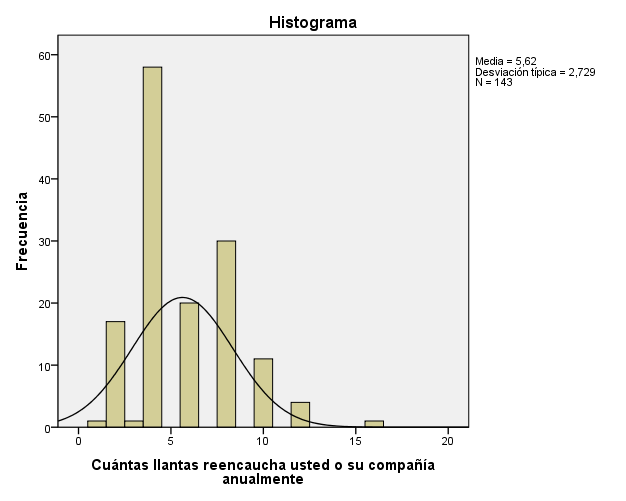 Histograma
Media = 5,62
Desviación típica = 2,729
N = 143
Frecuencia
60
50
40
30
20
10
0
0 5 10 15 20
Cuántas llantas reencaucha usted o su compañía
anualmente